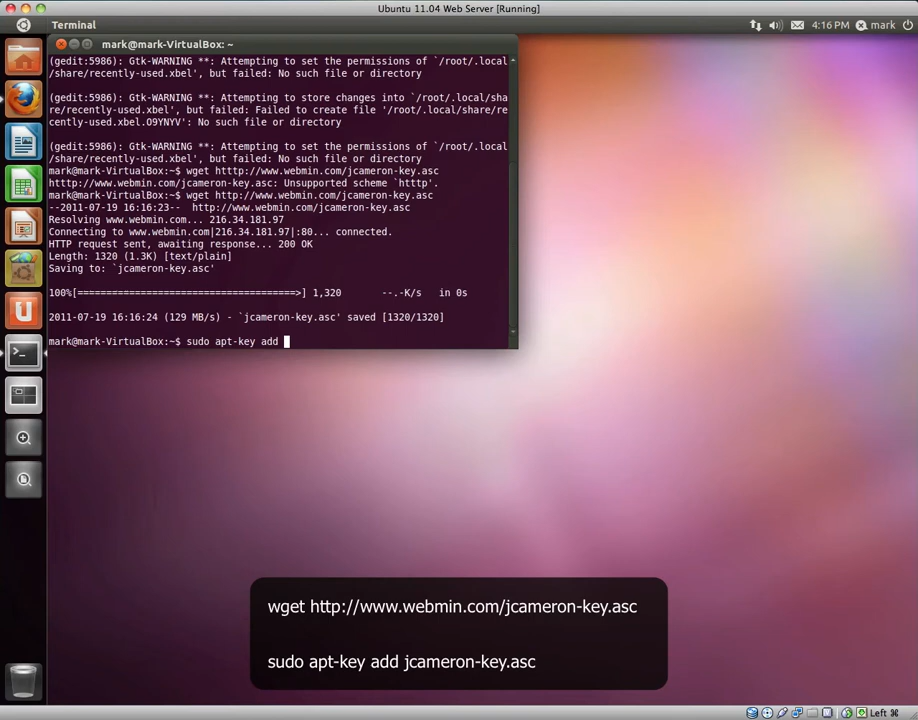 Ubuntu 11.04 Web Server [Running]
Terminal
4:16 PM
mark
mark@mark-VirtualBox: ~
(gedit:5986): Gtk-WARNING **: Attempting to set the permissions of `/root/.local
/share/recently-used.xbel', but failed: No such file or directory
(gedit:5986): Gtk-WARNING **: Attempting to store changes into `/root/.local/sha
re/recently-used.xbel', but failed: Failed to create file '/root/.local/share/re
cently-used.xbel.O9YNYV': No such file or directory
(gedit:5986): Gtk-WARNING **: Attempting to set the permissions of `/root/.local
/share/recently-used.xbel', but failed: No such file or directory
mark@mark-VirtualBox:~$ wget htttp://www.webmin.com/jcameron-key.asc
htttp://www.webmin.com/jcameron-key.asc: Unsupported scheme `htttp'.
mark@mark-VirtualBox:~$ wget http://www.webmin.com/jcameron-key.asc
--2011-07-19 16:16:23--  http://www.webmin.com/jcameron-key.asc
Resolving www.webmin.com... 216.34.181.97
Connecting to www.webmin.com|216.34.181.97|:80... connected.
HTTP request sent, awaiting response... 200 OK
Length: 1320 (1.3K) [text/plain]
Saving to: `jcameron-key.asc'
100%[======================================>] 1,320       --.-K/s   in 0s
2011-07-19 16:16:24 (129 MB/s) - `jcameron-key.asc' saved [1320/1320]
mark@mark-VirtualBox:~$ sudo apt-key add
wget http://www.webmin.com/jcameron-key.asc
sudo apt-key add jcameron-key.asc
Left ⌘